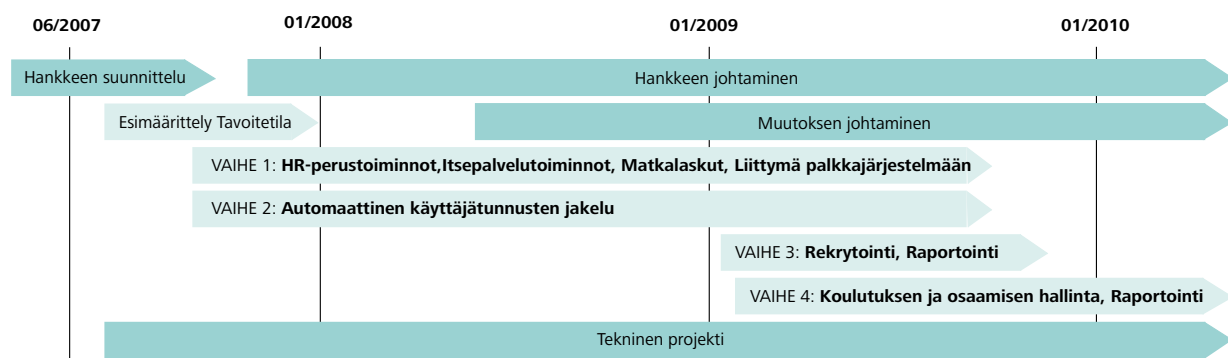 06/2007
01/2008
01/2009
01/2010
Hankkeen suunnittelu
Hankkeen johtaminen
Esimäärittely Tavoitetila
Muutoksen johtaminen
VAIHE 1: HR-perustoiminnot,Itsepalvelutoiminnot, Matkalaskut, Liittymä palkkajärjestelmään
VAIHE 2: Automaattinen käyttäjätunnusten jakelu
VAIHE 3: Rekrytointi, Raportointi
VAIHE 4: Koulutuksen ja osaamisen hallinta, Raportointi
Tekninen projekti